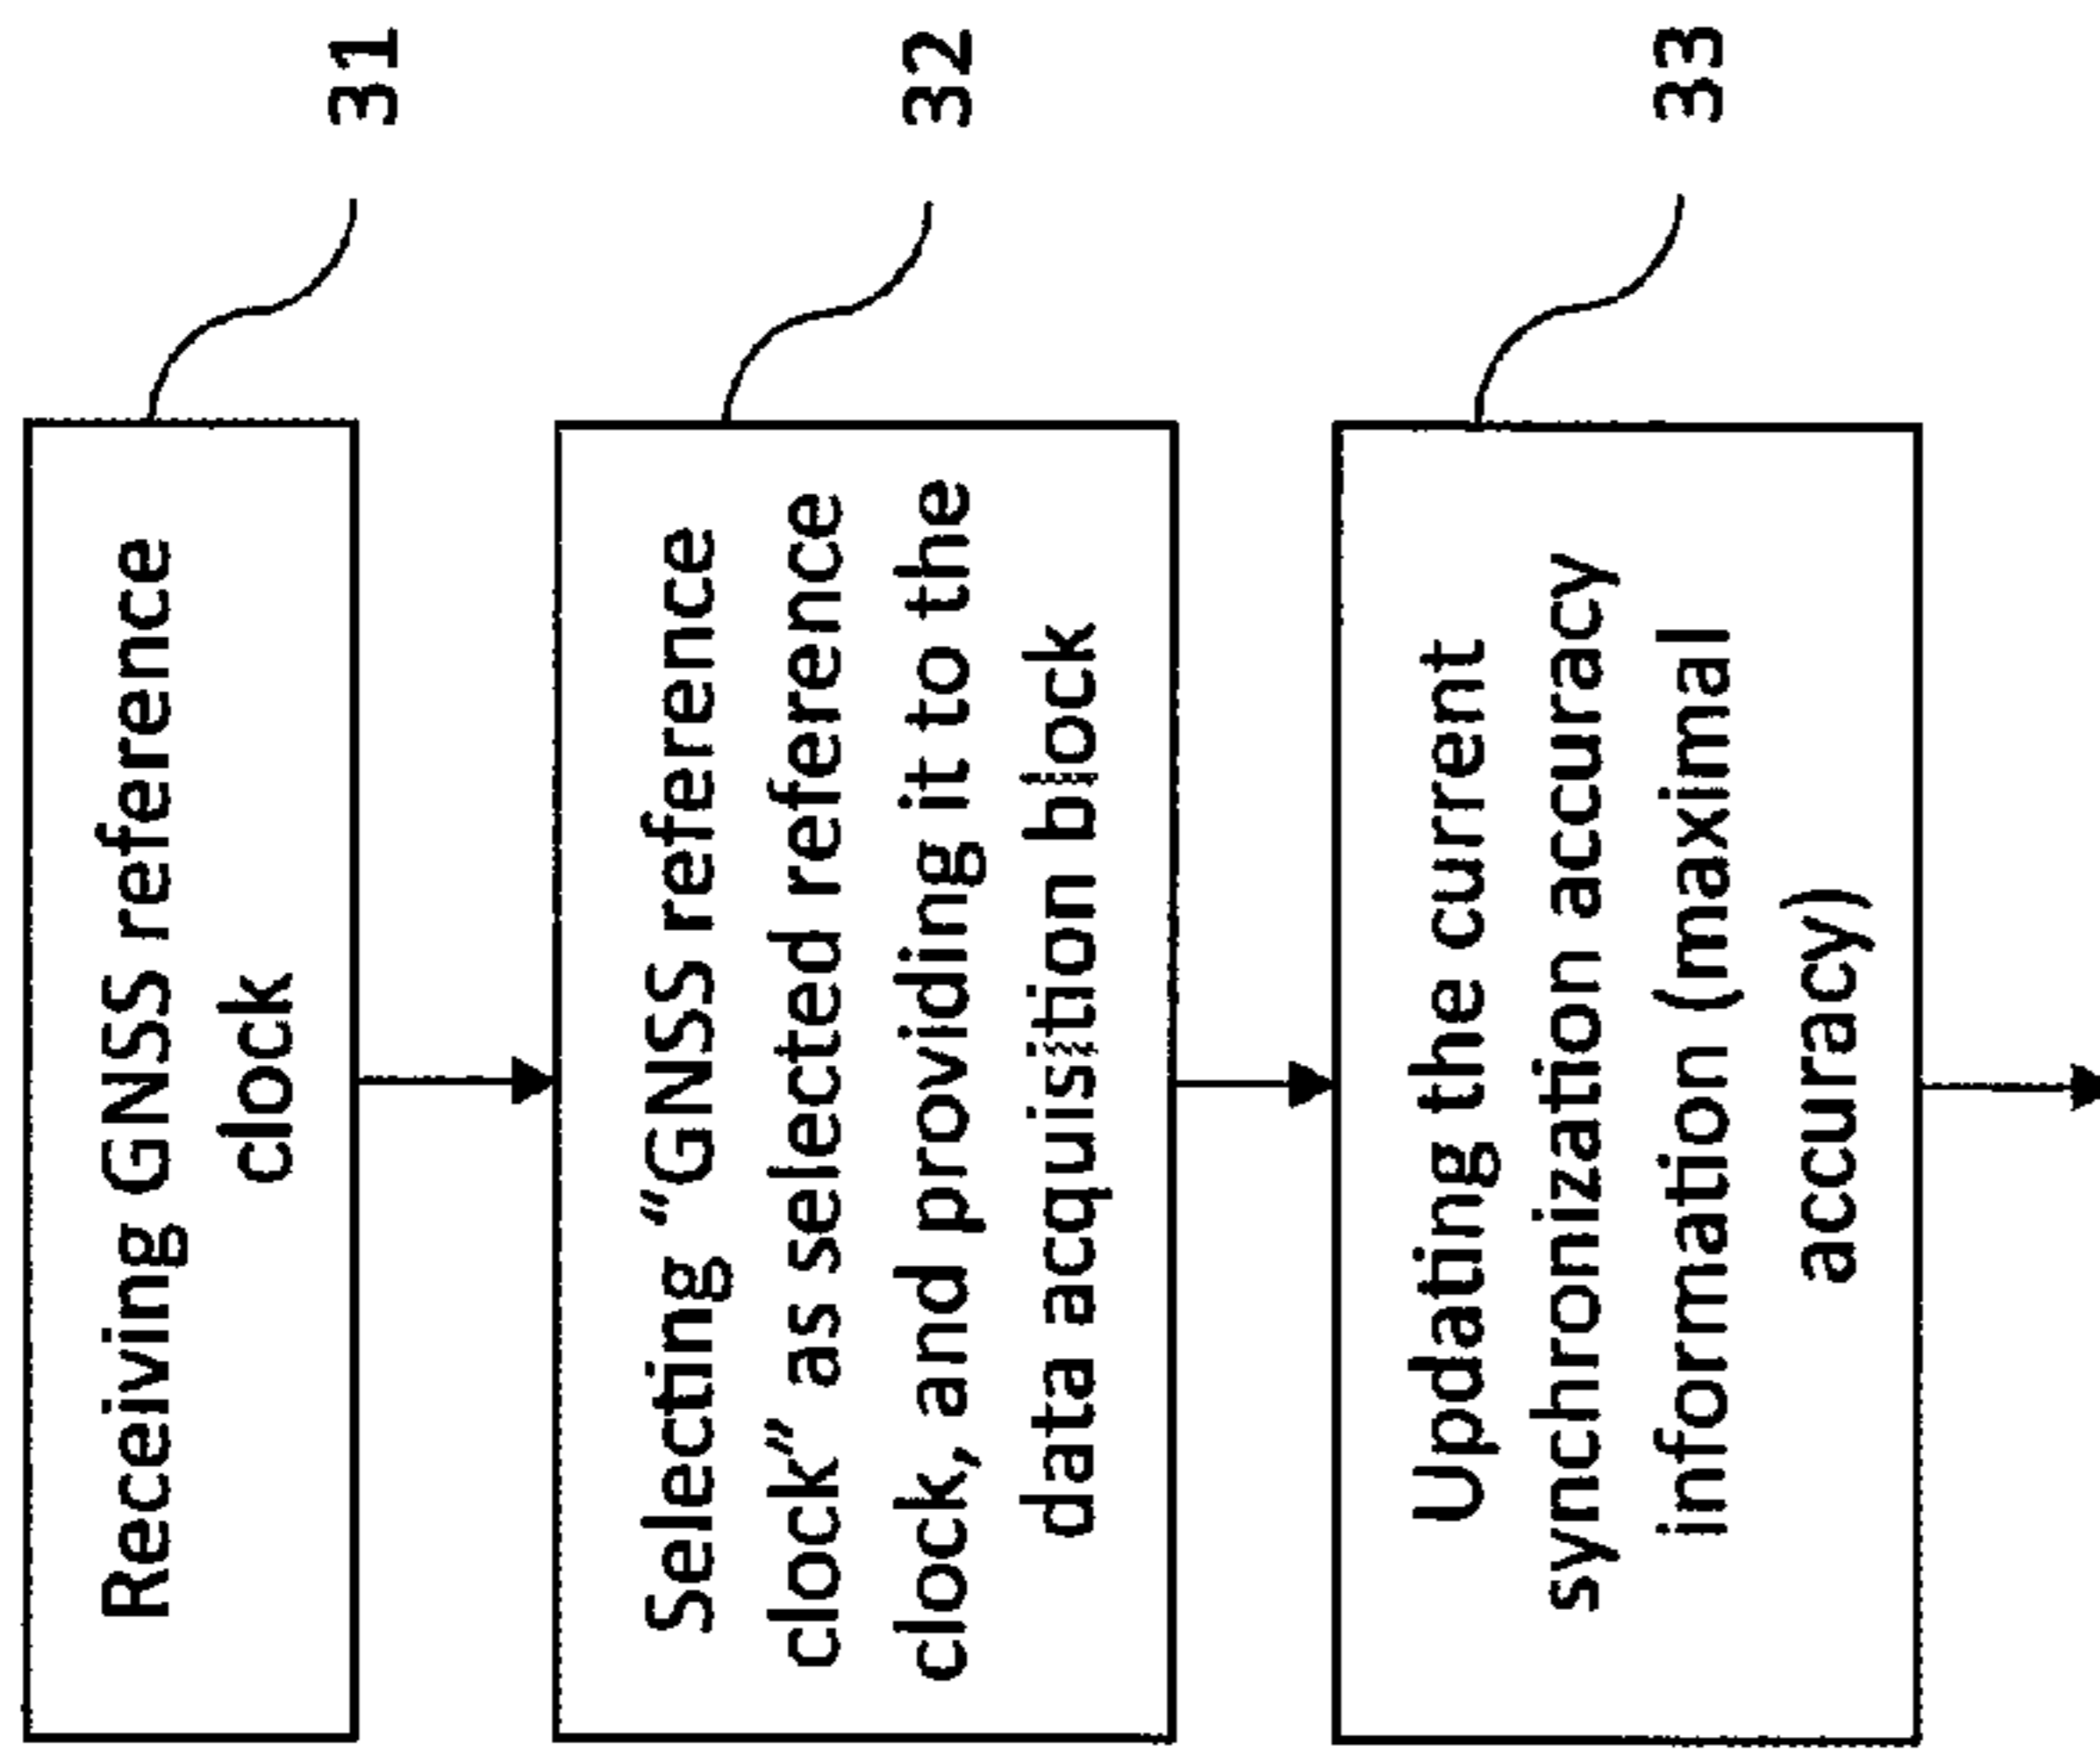 Receiving GNSS reference
clock
31
Selecting "GNSS reference
clock" as selected reference
clock, and providing it to the
data acquisition block
32
Updating the current
synchronization accuracy
information (maximal
accuracy)
33